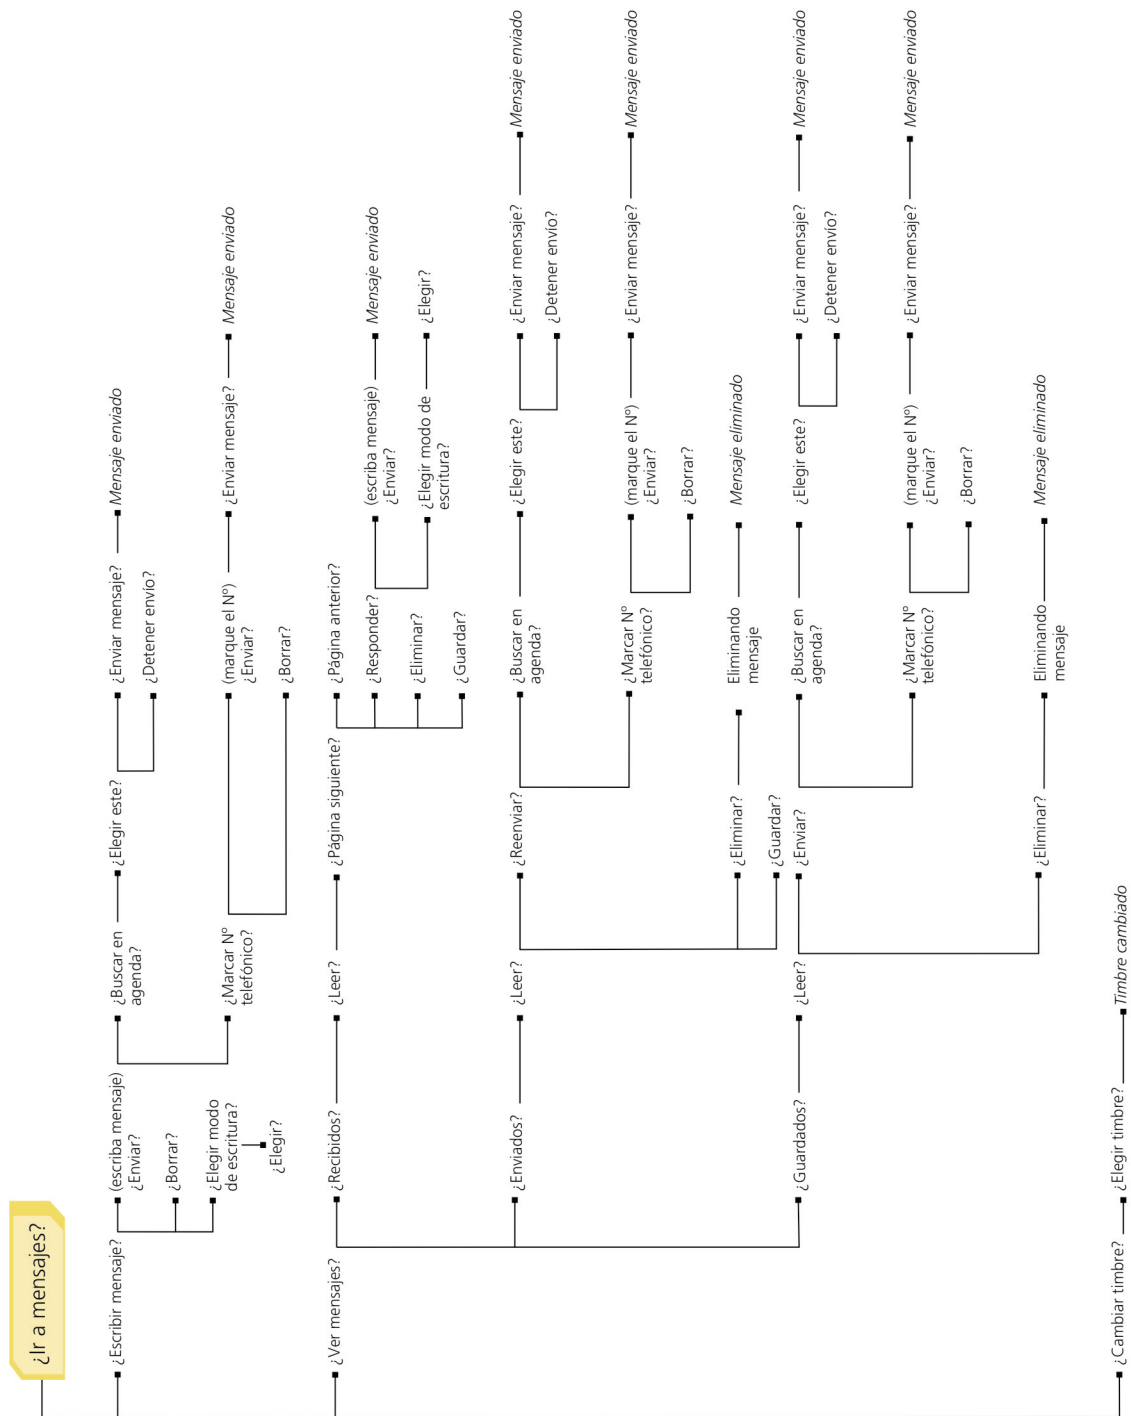 ¿Ir a mensajes?
¿Escribir mensaje?
(escriba mensaje)
¿Enviar?
¿Buscar en
agenda?
¿Elegir este?
¿Enviar mensaje?
Mensaje enviado
¿Detener envío?
¿Marcar Nº
telefónico?
(marque el Nº)
¿Enviar?
¿Enviar mensaje?
Mensaje enviado
¿Borrar?
¿Borrar?
¿Elegir modo
de escritura?
¿Elegir?
¿Ver mensajes?
¿Recibidos?
¿Leer?
¿Página siguiente?
¿Página anterior?
¿Responder?
(escriba mensaje)
¿Enviar?
Mensaje enviado
¿Elegir modo de
escritura?
¿Elegir?
¿Eliminar?
¿Guardar?
¿Enviados?
¿Leer?
¿Reenviar?
¿Buscar en
agenda?
¿Elegir este?
¿Enviar mensaje?
Mensaje enviado
¿Detener envío?
¿Marcar Nº
telefónico?
(marque el Nº)
¿Enviar?
¿Enviar mensaje?
Mensaje enviado
¿Borrar?
¿Eliminar?
Eliminando
mensaje
Mensaje eliminado
¿Guardar?
¿Guardados?
¿Leer?
¿Enviar?
¿Buscar en
agenda?
¿Elegir este?
¿Enviar mensaje?
Mensaje enviado
¿Detener envío?
¿Marcar Nº
telefónico?
(marque el Nº)
¿Enviar?
¿Enviar mensaje?
Mensaje enviado
¿Borrar?
¿Eliminar?
Eliminando
mensaje
Mensaje eliminado
¿Cambiar timbre?
¿Elegir timbre?
Timbre cambiado